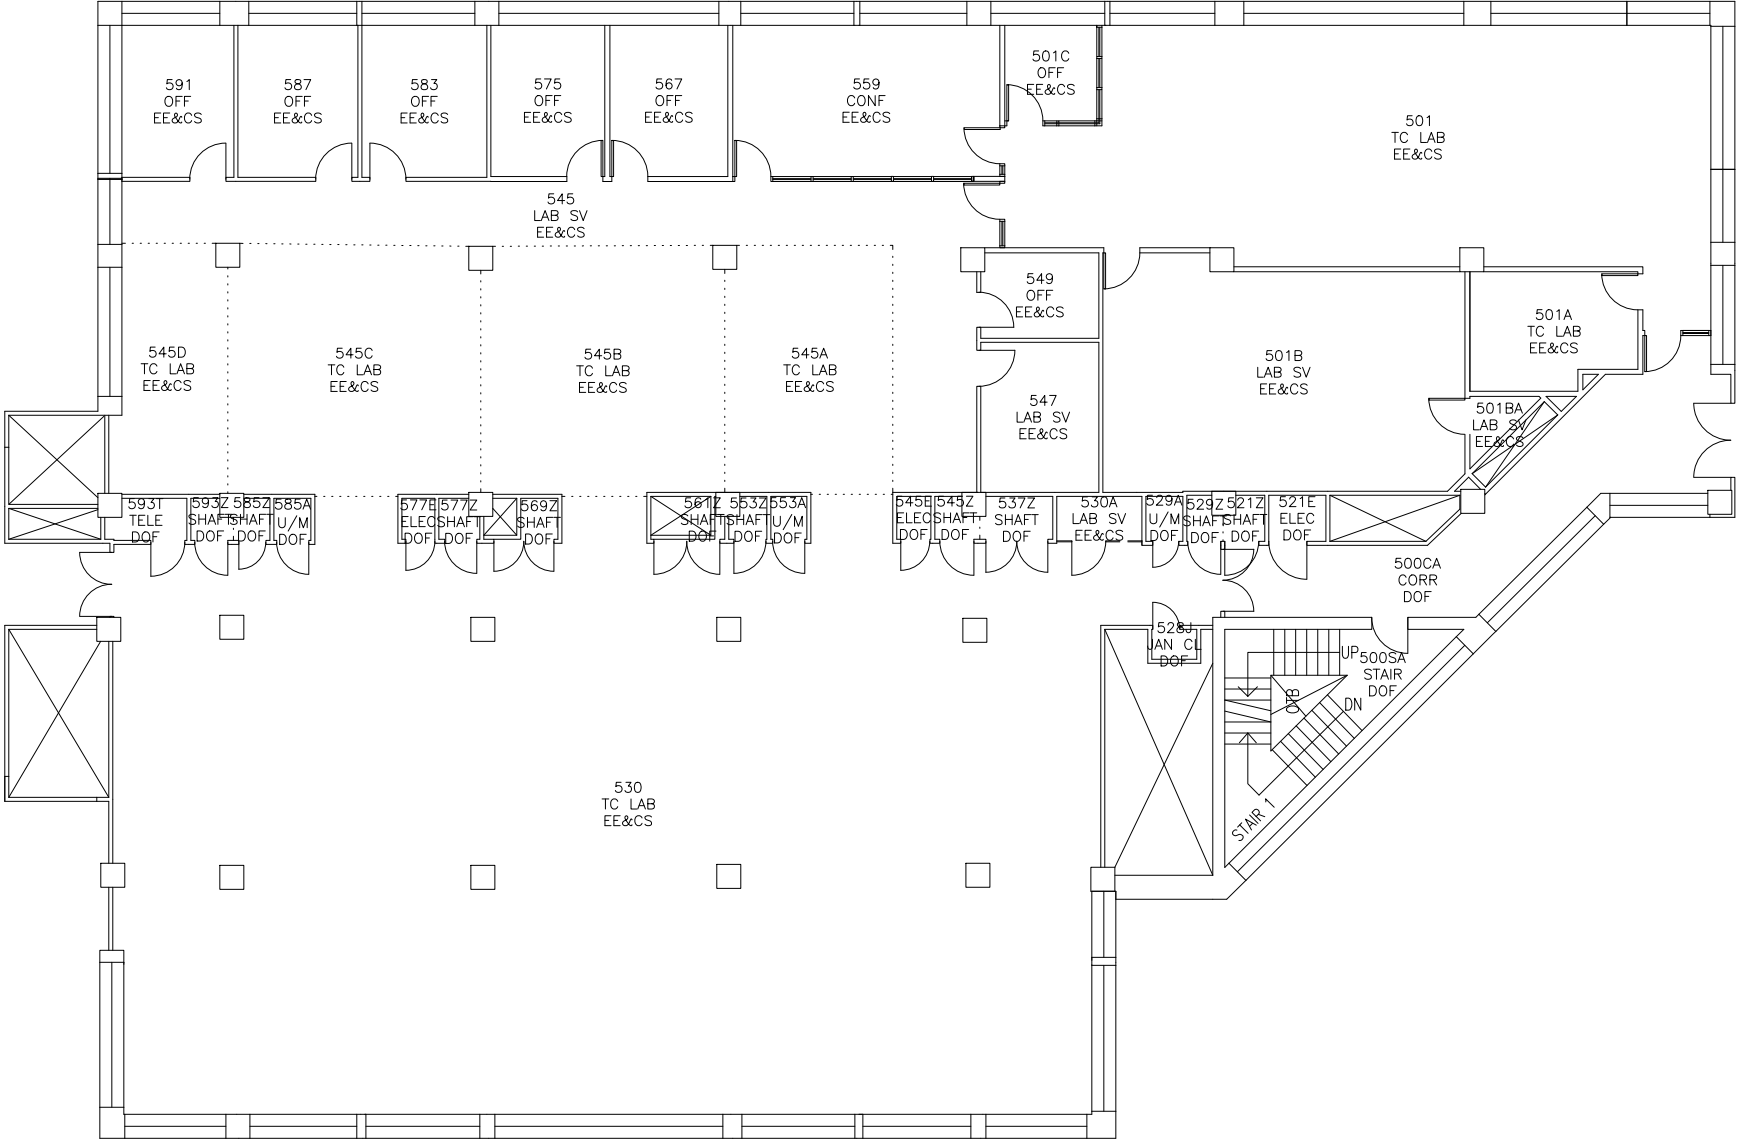 591
OFF
EE&CS
587
OFF
EE&CS
583
OFF
EE&CS
575
OFF
EE&CS
567
OFF
EE&CS
559
CONF
EE&CS
501C
OFF
EE&CS
501
TC LAB
EE&CS
545
LAB SV
EE&CS
549
OFF
EE&CS
545D
TC LAB
EE&CS
545C
TC LAB
EE&CS
545B
TC LAB
EE&CS
545A
TC LAB
EE&CS
547
LAB SV
EE&CS
501B
LAB SV
EE&CS
501A
TC LAB
EE&CS
501BA
LAB SV
EE&CS
593T
TELE
DOF
593Z
SHAFT
DOF
585Z
SHAFT
DOF
585A
U/M
DOF
577E
ELEC
DOF
577Z
SHAFT
DOF
569Z
SHAFT
DOF
561Z
SHAFT
DOF
553Z
SHAFT
DOF
553A
U/M
DOF
545E
ELEC
DOF
545Z
SHAFT
DOF
537Z
SHAFT
DOF
530A
LAB SV
EE&CS
529A
U/M
DOF
529Z
SHAFT
DOF
521Z
SHAFT
DOF
521E
ELEC
DOF
500CA
CORR
DOF
528J
JAN CL
DOF
UP
500SA
STAIR
DOF
DN
OTB
STAIR 1
530
TC LAB
EE&CS